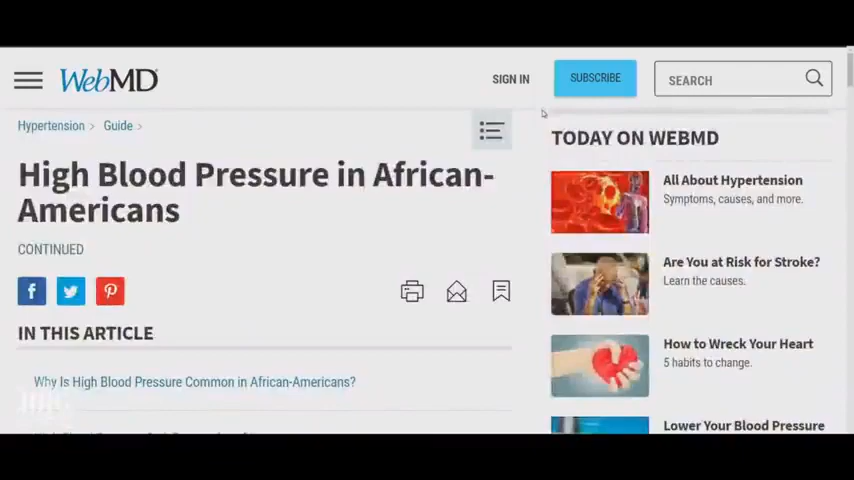 WebMD
SIGN IN
SUBSCRIBE
SEARCH
Hypertension >
Guide >
High Blood Pressure in African-
Americans
CONTINUED
IN THIS ARTICLE
Why Is High Blood Pressure Common in African-Americans?
TODAY ON WEBMD
All About Hypertension
Symptoms, causes, and more.
Are You at Risk for Stroke?
Learn the causes.
How to Wreck Your Heart
5 habits to change.
Lower Your Blood Pressure